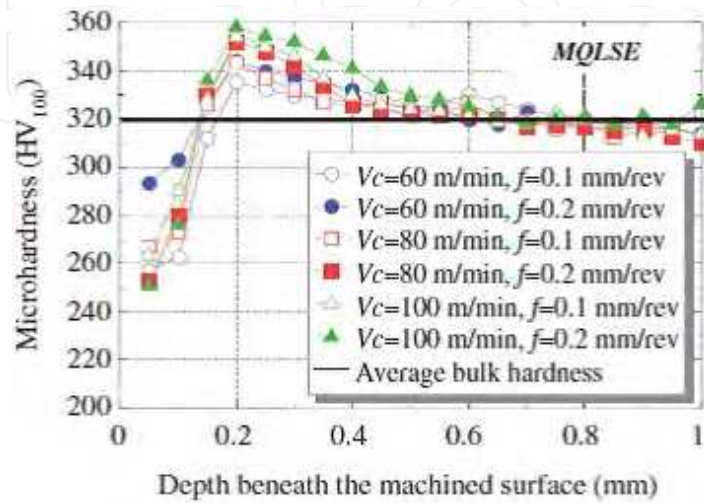 360
340
320
300
280
260
240
220
200
Microhardness (HV100)
MQLSE
Vc=60 m/min, f=0.1 mm/rev
Vc=60 m/min, f=0.2 mm/rev
Vc=80 m/min, f=0.1 mm/rev
Vc=80 m/min, f=0.2 mm/rev
Vc=100 m/min, f=0.1 mm/rev
Vc=100 m/min, f=0.2 mm/rev
Average bulk hardness
0 0.2 0.4 0.6 0.8 1
Depth beneath the machined surface (mm)